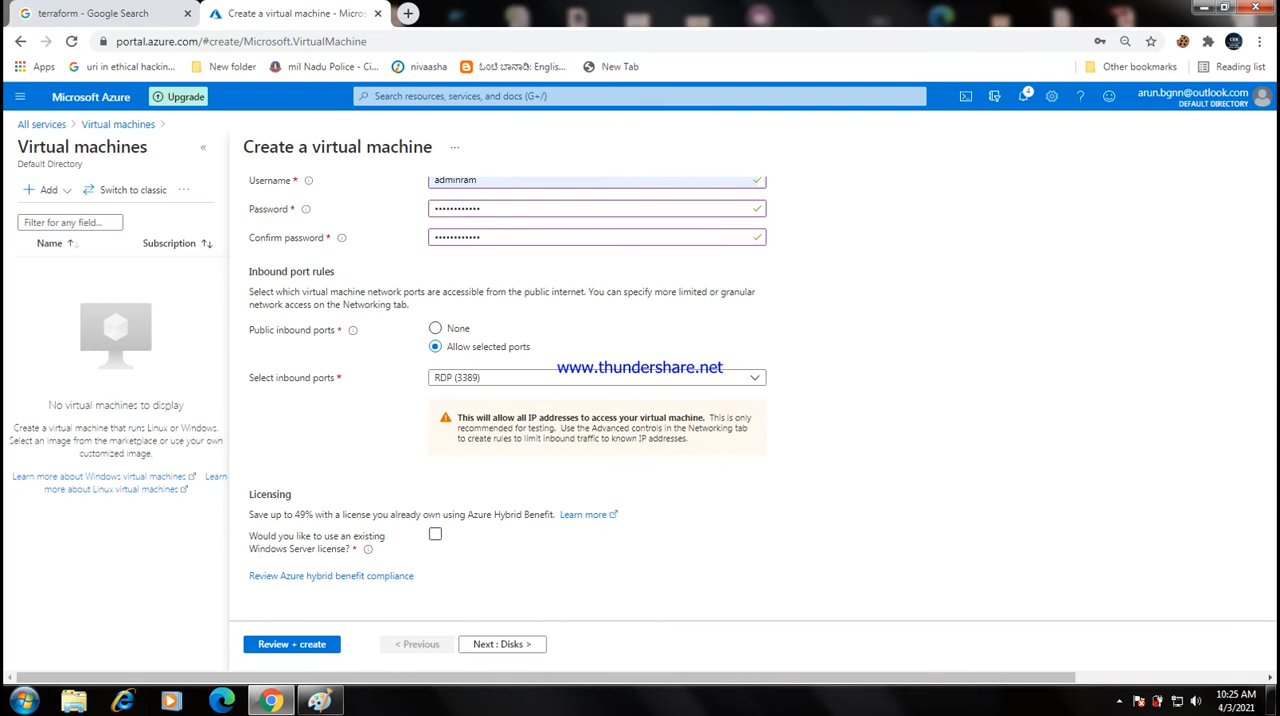 terraform - Google Search
Create a virtual machine - Micros
portal.azure.com/#create/Microsoft.VirtualMachine
Apps
uri in ethical hackin...
New folder
mil Nadu Police - Ci...
nivaasha
ಓಂಟಿ ಬಾನಾಡಿ: Englis...
New Tab
Other bookmarks
Reading list
Microsoft Azure
Upgrade
Search resources, services, and docs (G+/)
4
arun.bgnn@outlook.com
DEFAULT DIRECTORY
All services > Virtual machines >
Virtual machines
Default Directory
«
Create a virtual machine ...
+ Add
Switch to classic
...
Filter for any field...
Name ↑↓
Subscription ↑↓
No virtual machines to display
Create a virtual machine that runs Linux or Windows.
Select an image from the marketplace or use your own
customized image.
Learn more about Windows virtual machines
Learn
more about Linux virtual machines
Username *
adminram
Password *
••••••••••••
Confirm password *
••••••••••••
Inbound port rules
Select which virtual machine network ports are accessible from the public internet. You can specify more limited or granular
network access on the Networking tab.
Public inbound ports *
None
Allow selected ports
www.thundershare.net
Select inbound ports *
RDP (3389)
This will allow all IP addresses to access your virtual machine. This is only
recommended for testing. Use the Advanced controls in the Networking tab
to create rules to limit inbound traffic to known IP addresses.
Licensing
Save up to 49% with a license you already own using Azure Hybrid Benefit. Learn more
Would you like to use an existing
Windows Server license? *
Review Azure hybrid benefit compliance
Review + create
< Previous
Next : Disks >
10:25 AM
4/3/2021